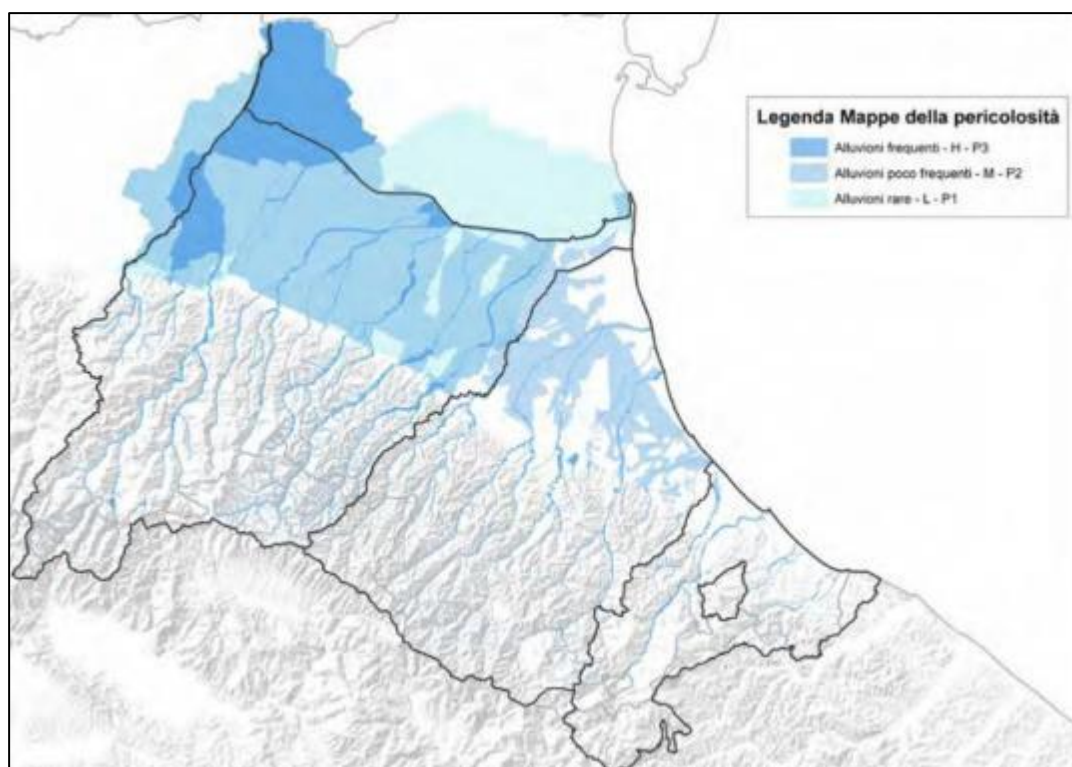 Legenda Mappe della pericolosità
Alluvioni frequenti - H - P3
Alluvioni poco frequenti - M - P2
Alluvioni rare - L - P1